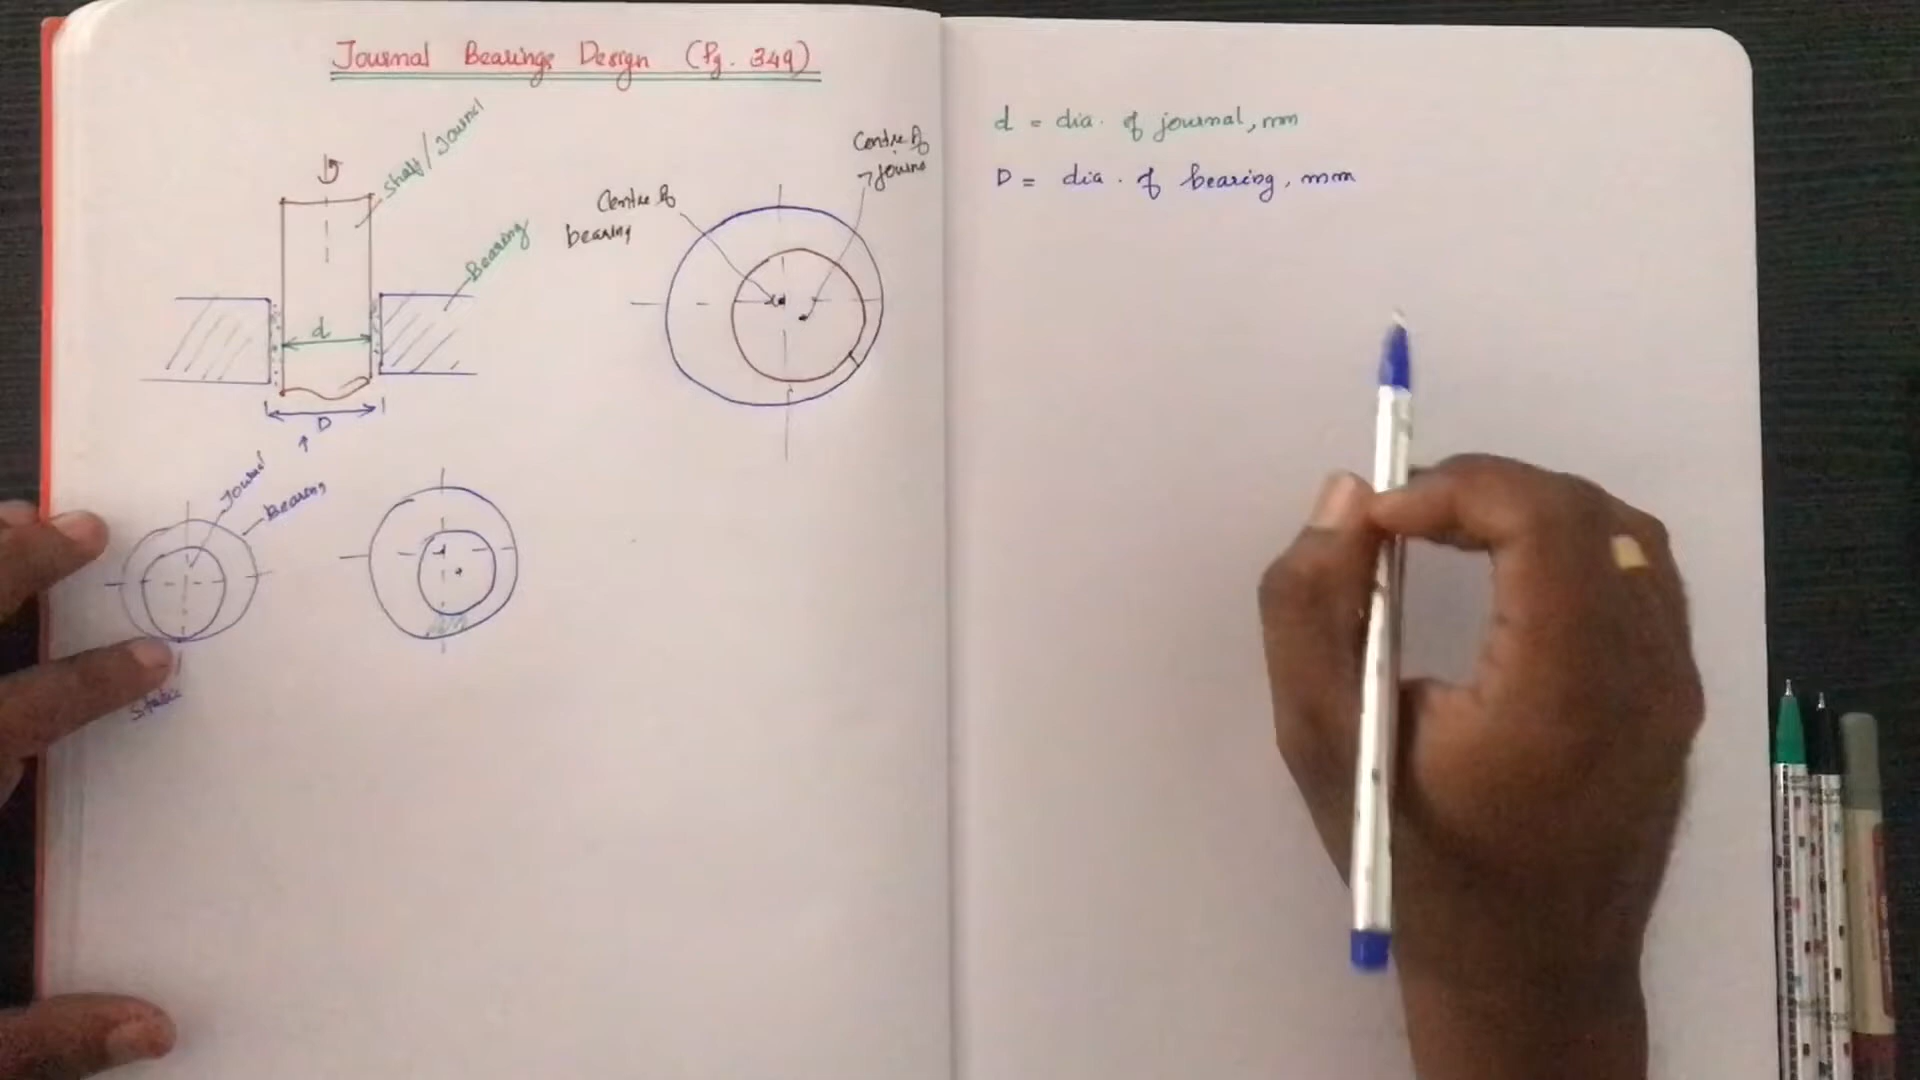 Journal Bearings Design (Pg. 349)
Shaft/Journal
Bearing
d
D
Centre of
bearing
Centre of
Journal
Bearing
Static
d = dia. of journal, mm
D = dia. of bearing, mm